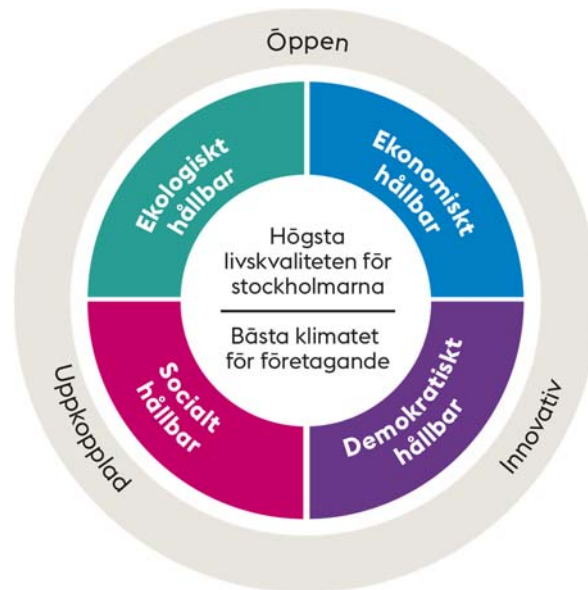 Öppen
Ekologiskt
hållbar
Ekonomiskt
hållbar
Högsta
livskvaliteten för
stockholmarna
Bästa klimatet
för företagande
Socialt
hållbar
Demokratiskt
hållbar
Uppkopplad
Innovativ